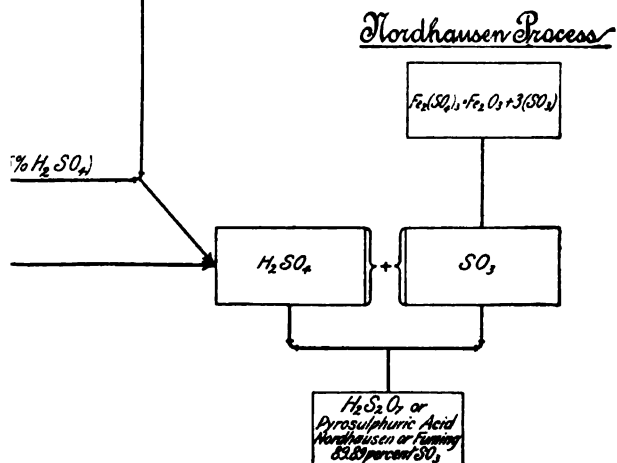 Nordhausen Process
Fe₂(SO₄)₃·Fe₂O₃+3(SO₃)
% H₂SO₄)
H₂SO₄
+
SO₃
H₂S₂O₇ or
Pyrosulphuric Acid
Nordhausen or Fuming
89.89 percent SO₃